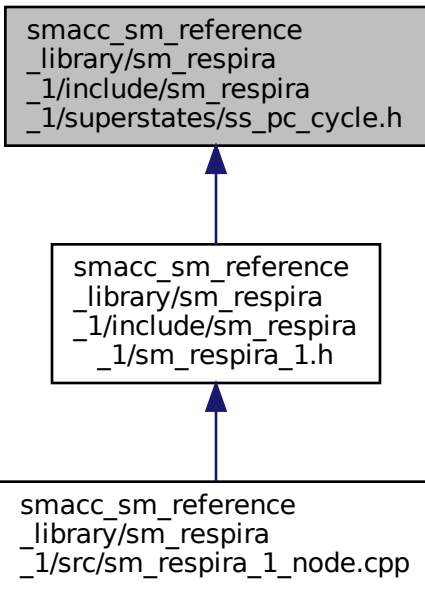 smacc_sm_reference
_library/sm_respira
_1/include/sm_respira
_1/superstates/ss_pc_cycle.h
smacc_sm_reference
_library/sm_respira
_1/include/sm_respira
_1/sm_respira_1.h
smacc_sm_reference
_library/sm_respira
_1/src/sm_respira_1_node.cpp